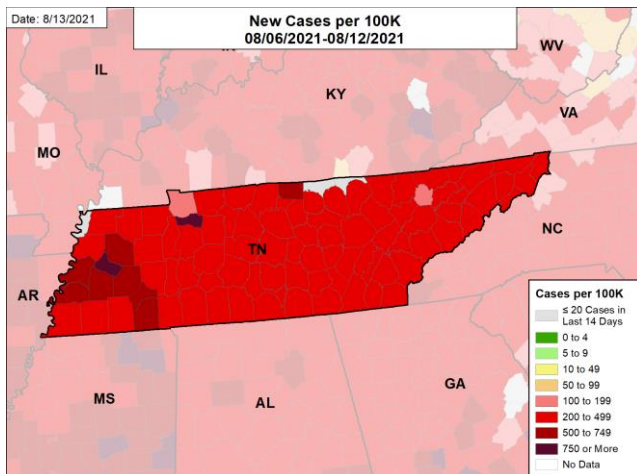 Date: 8/13/2021
New Cases per 100K
08/06/2021-08/12/2021
WV
IL
KY
VA
MO
TN
NC
AR
MS
AL
GA
Cases per 100K
≤ 20 Cases in
Last 14 Days
0 to 4
5 to 9
10 to 49
50 to 99
100 to 199
200 to 499
500 to 749
750 or More
No Data